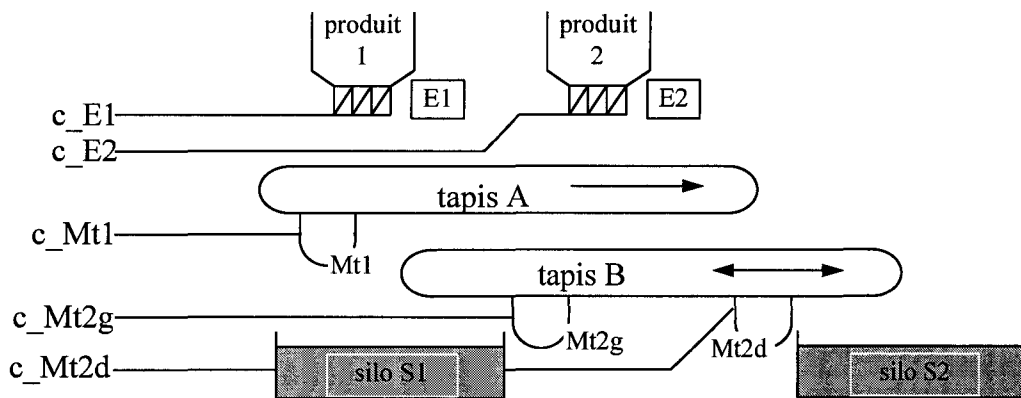 produit
1
produit
2
E1
E2
c_E1
c_E2
tapis A
c_Mt1
Mt1
tapis B
c_Mt2g
Mt2g
Mt2d
c_Mt2d
silo S1
silo S2